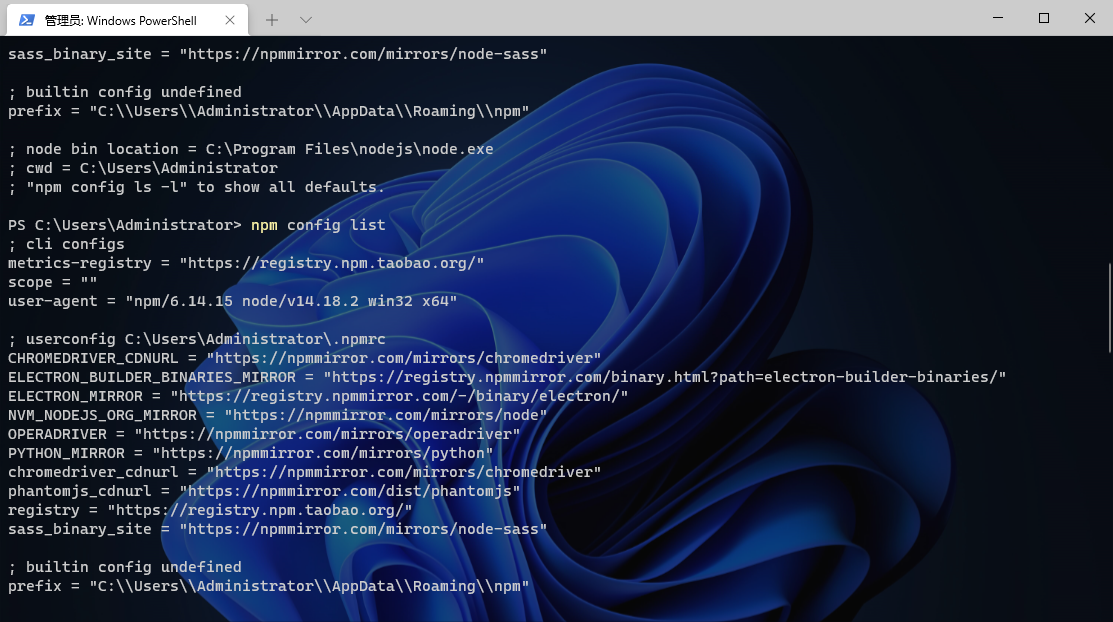 管理员: Windows PowerShell
sass_binary_site = "https://npmmirror.com/mirrors/node-sass"
; builtin config undefined
prefix = "C:\\Users\\Administrator\\AppData\\Roaming\\npm"
; node bin location = C:\Program Files\nodejs\node.exe
; cwd = C:\Users\Administrator
; "npm config ls -l" to show all defaults.
PS C:\Users\Administrator> npm config list
; cli configs
metrics-registry = "https://registry.npm.taobao.org/"
scope = ""
user-agent = "npm/6.14.15 node/v14.18.2 win32 x64"
; userconfig C:\Users\Administrator\.npmrc
CHROMEDRIVER_CDNURL = "https://npmmirror.com/mirrors/chromedriver"
ELECTRON_BUILDER_BINARIES_MIRROR = "https://registry.npmmirror.com/binary.html?path=electron-builder-binaries/"
ELECTRON_MIRROR = "https://registry.npmmirror.com/-/binary/electron/"
NVM_NODEJS_ORG_MIRROR = "https://npmmirror.com/mirrors/node"
OPERADRIVER = "https://npmmirror.com/mirrors/operadriver"
PYTHON_MIRROR = "https://npmmirror.com/mirrors/python"
chromedriver_cdnurl = "https://npmmirror.com/mirrors/chromedriver"
phantomjs_cdnurl = "https://npmmirror.com/dist/phantomjs"
registry = "https://registry.npm.taobao.org/"
sass_binary_site = "https://npmmirror.com/mirrors/node-sass"
; builtin config undefined
prefix = "C:\\Users\\Administrator\\AppData\\Roaming\\npm"